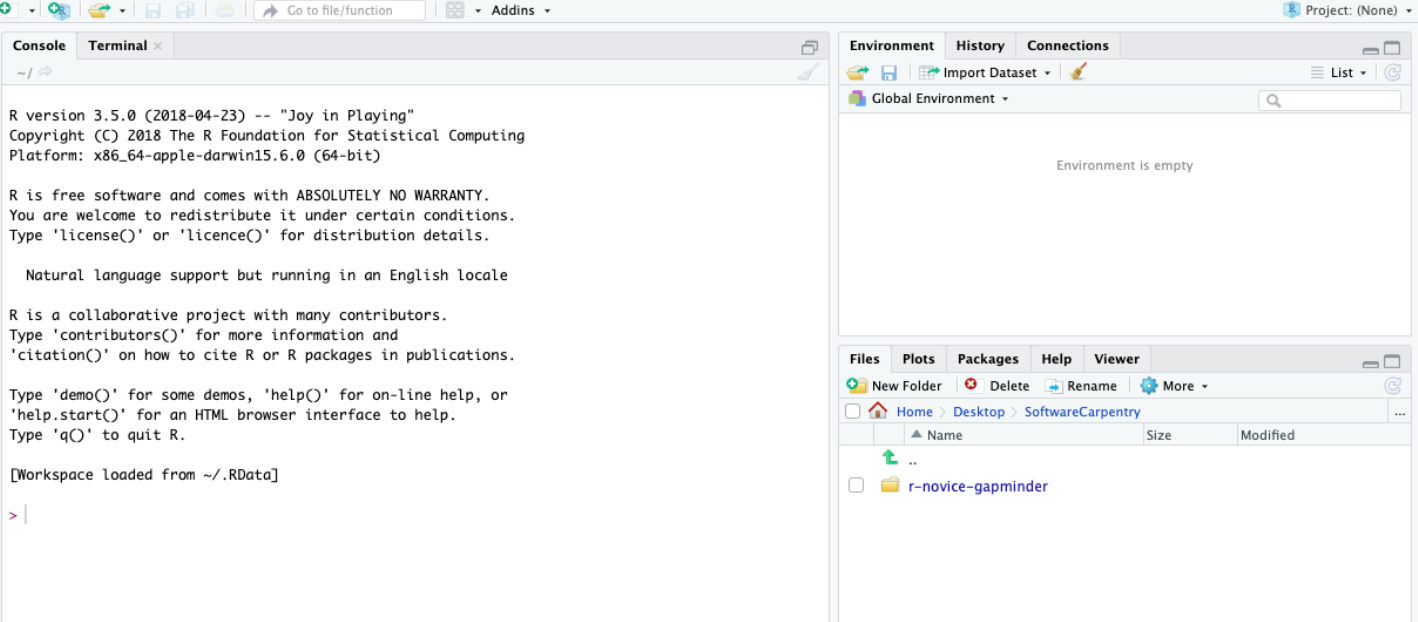 Go to file/function
Addins
Project: (None)
Console Terminal
~/
R version 3.5.0 (2018-04-23) -- "Joy in Playing"
Copyright (C) 2018 The R Foundation for Statistical Computing
Platform: x86_64-apple-darwin15.6.0 (64-bit)
R is free software and comes with ABSOLUTELY NO WARRANTY.
You are welcome to redistribute it under certain conditions.
Type 'license()' or 'licence()' for distribution details.
Natural language support but running in an English locale
R is a collaborative project with many contributors.
Type 'contributors()' for more information and
'citation()' on how to cite R or R packages in publications.
Type 'demo()' for some demos, 'help()' for on-line help, or
'help.start()' for an HTML browser interface to help.
Type 'q()' to quit R.
[Workspace loaded from ~/.RData]
>
Environment History Connections
Import Dataset List
Global Environment
Environment is empty
Files Plots Packages Help Viewer
New Folder Delete Rename More
Home Desktop SoftwareCarpentry ...
Name Size Modified
..
r-novice-gapminder